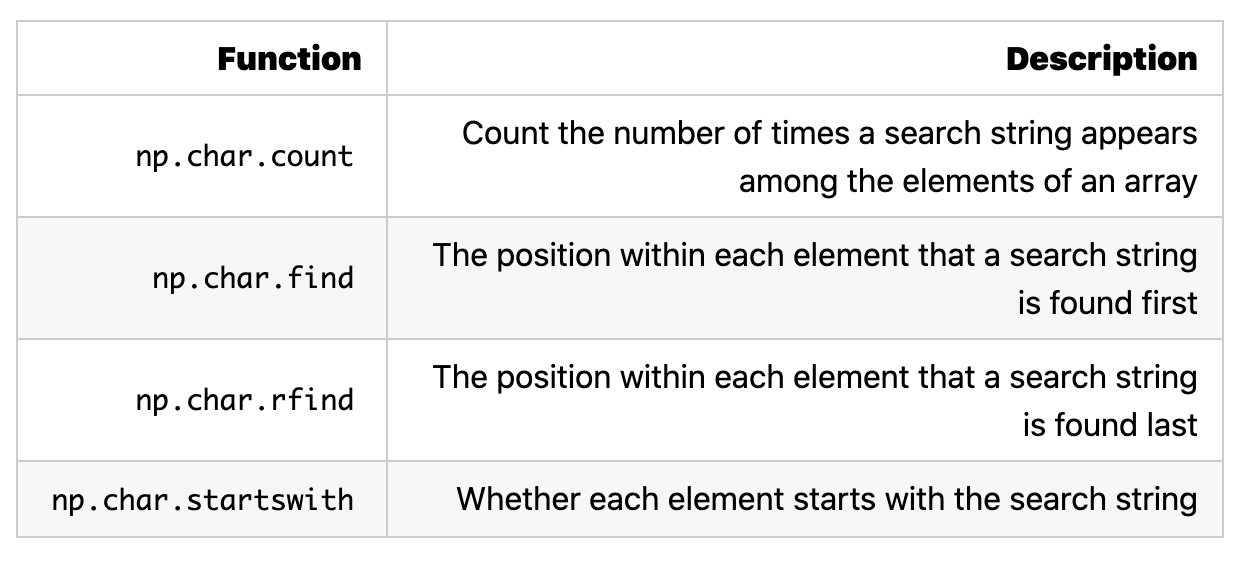 Function Description
np.char.count Count the number of times a search string appears
among the elements of an array
np.char.find The position within each element that a search string
is found first
np.char.rfind The position within each element that a search string
is found last
np.char.startswith Whether each element starts with the search string